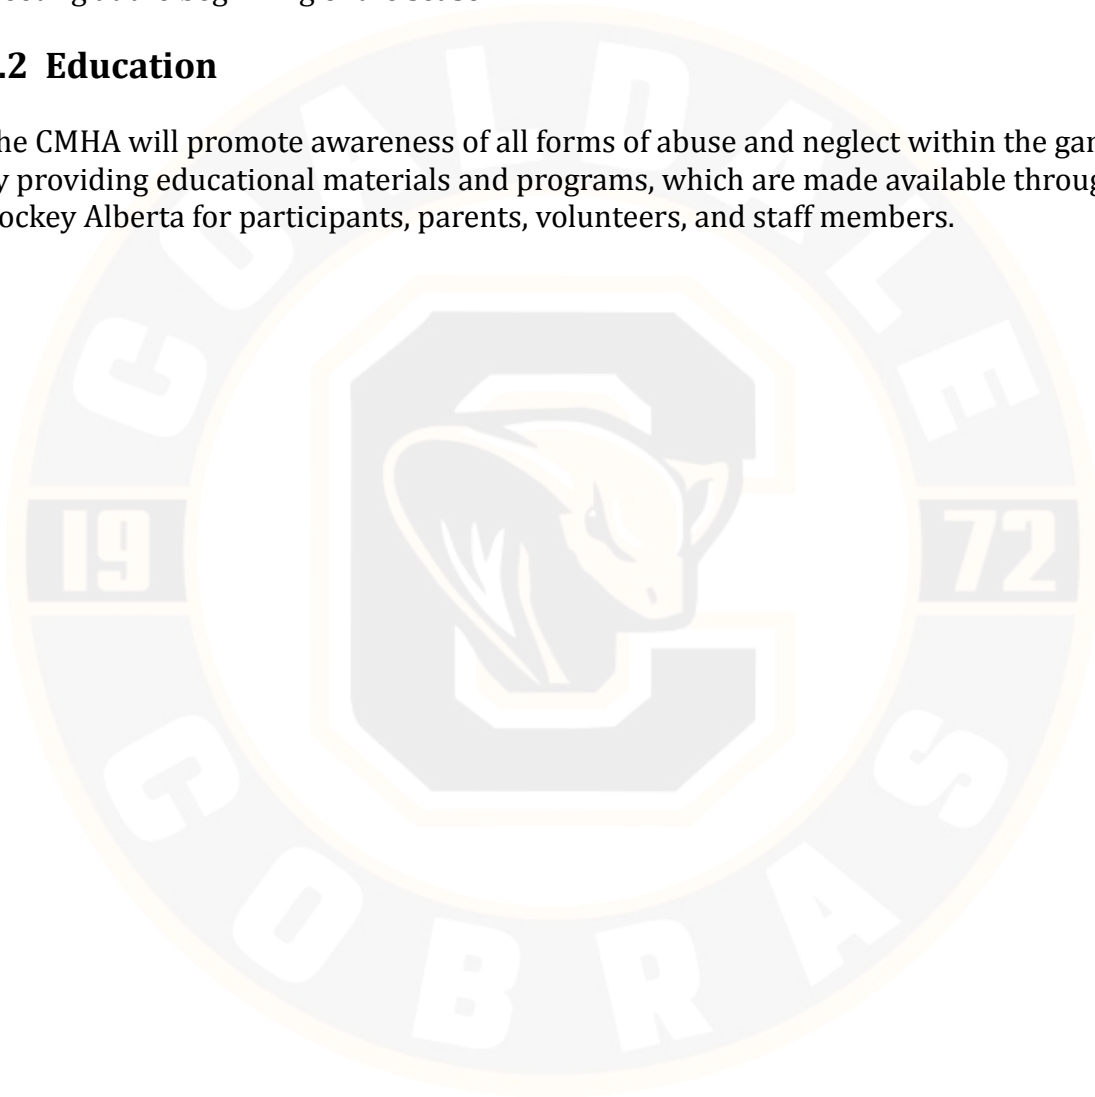 .2 Education
he CMHA will promote awareness of all forms of abuse and neglect within the gam
y providing educational materials and programs, which are made available throug
ockey Alberta for participants, parents, volunteers, and staff members.
COALDALE
19 72
COBRAS